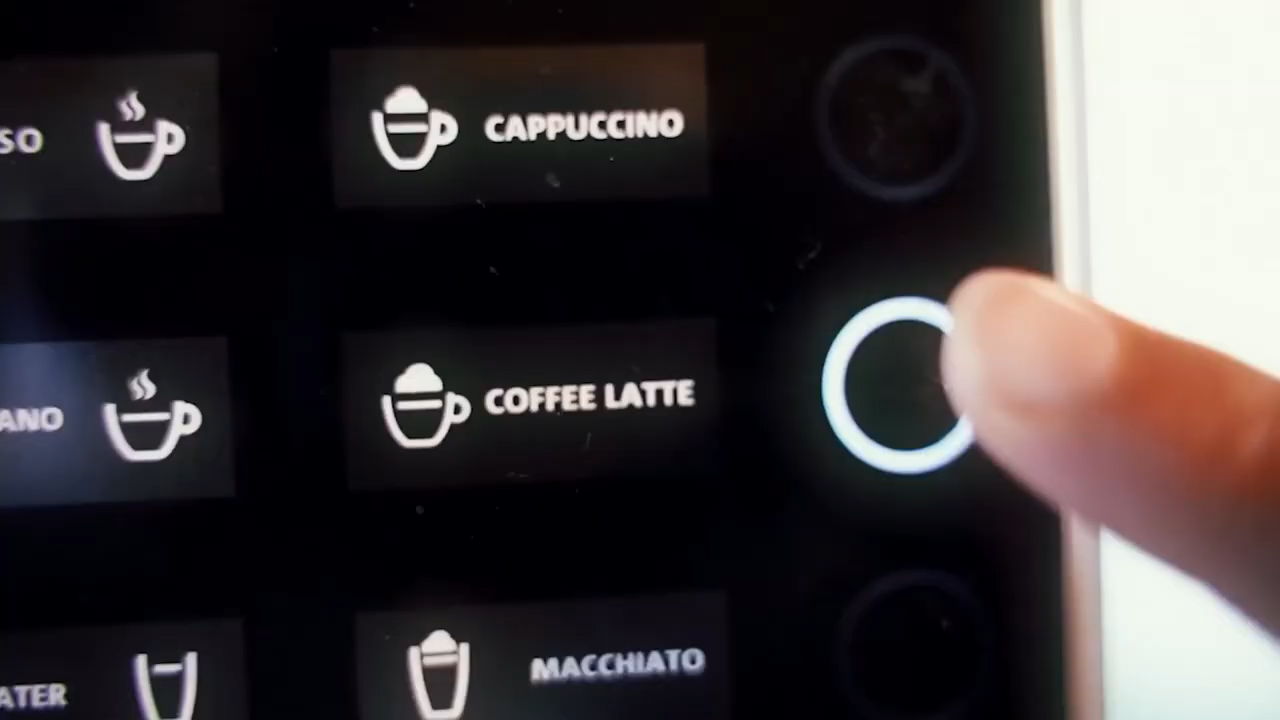 SO
CAPPUCCINO
ANO
COFFEE LATTE
ATER
MACCHIATO